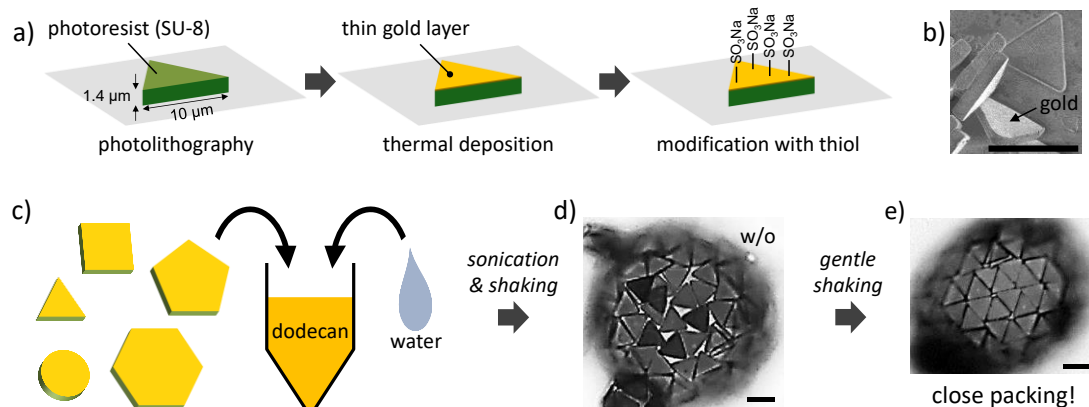 a)
photoresist (SU-8)
1.4 µm
10 µm
photolithography
thin gold layer
thermal deposition
SO3Na
SO3Na
SO3Na
SO3Na
modification with thiol
b)
gold
c)
dodecan
water
sonication
& shaking
d)
w/o
gentle
shaking
e)
close packing!